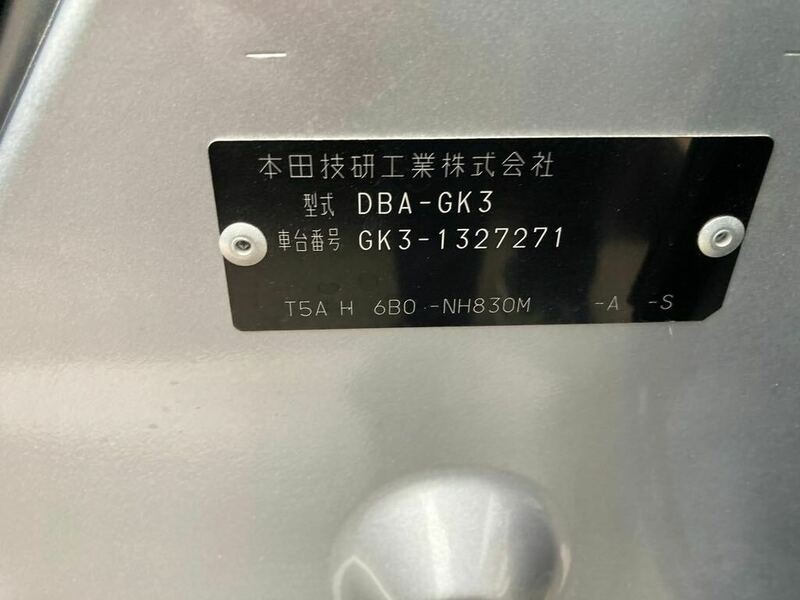 本田技研工業株式会社
型式 DBA-GK3
車台番号 GK3-1327271
T5A H 6B0 -NH830M -A -S